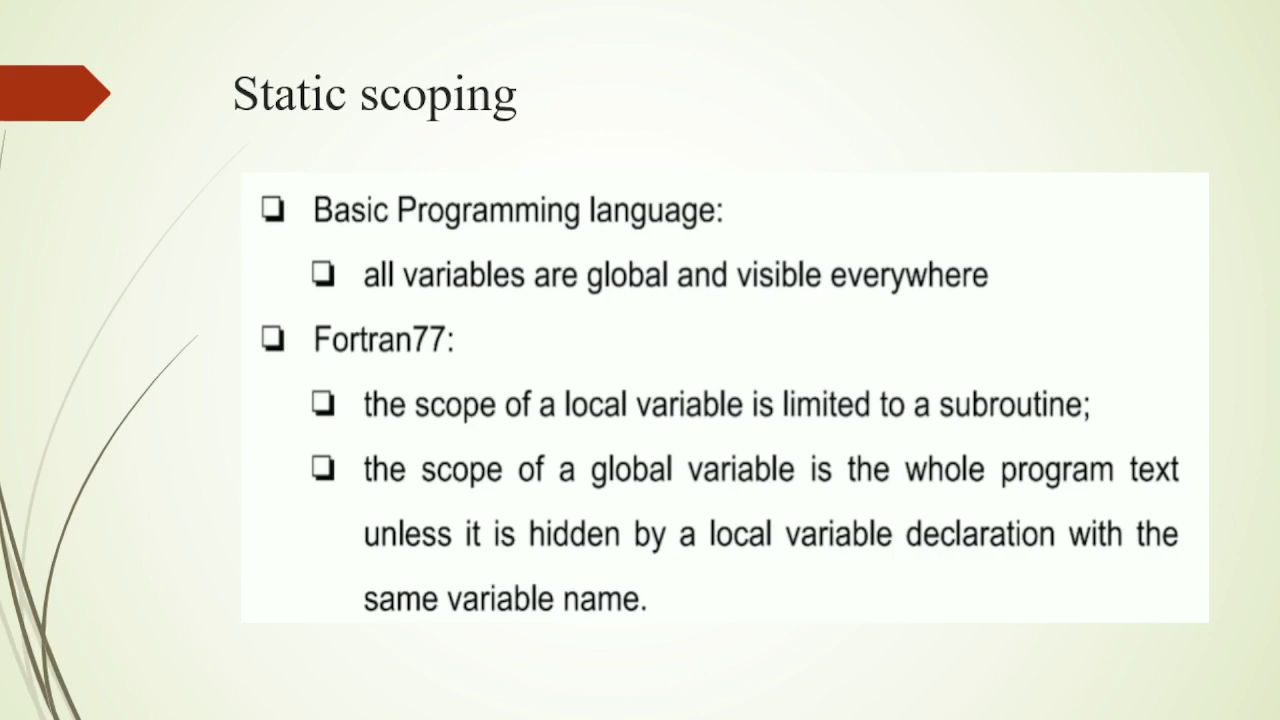 Static scoping
❏ Basic Programming language:
❏ all variables are global and visible everywhere
❏ Fortran77:
❏ the scope of a local variable is limited to a subroutine;
❏ the scope of a global variable is the whole program text
unless it is hidden by a local variable declaration with the
same variable name.